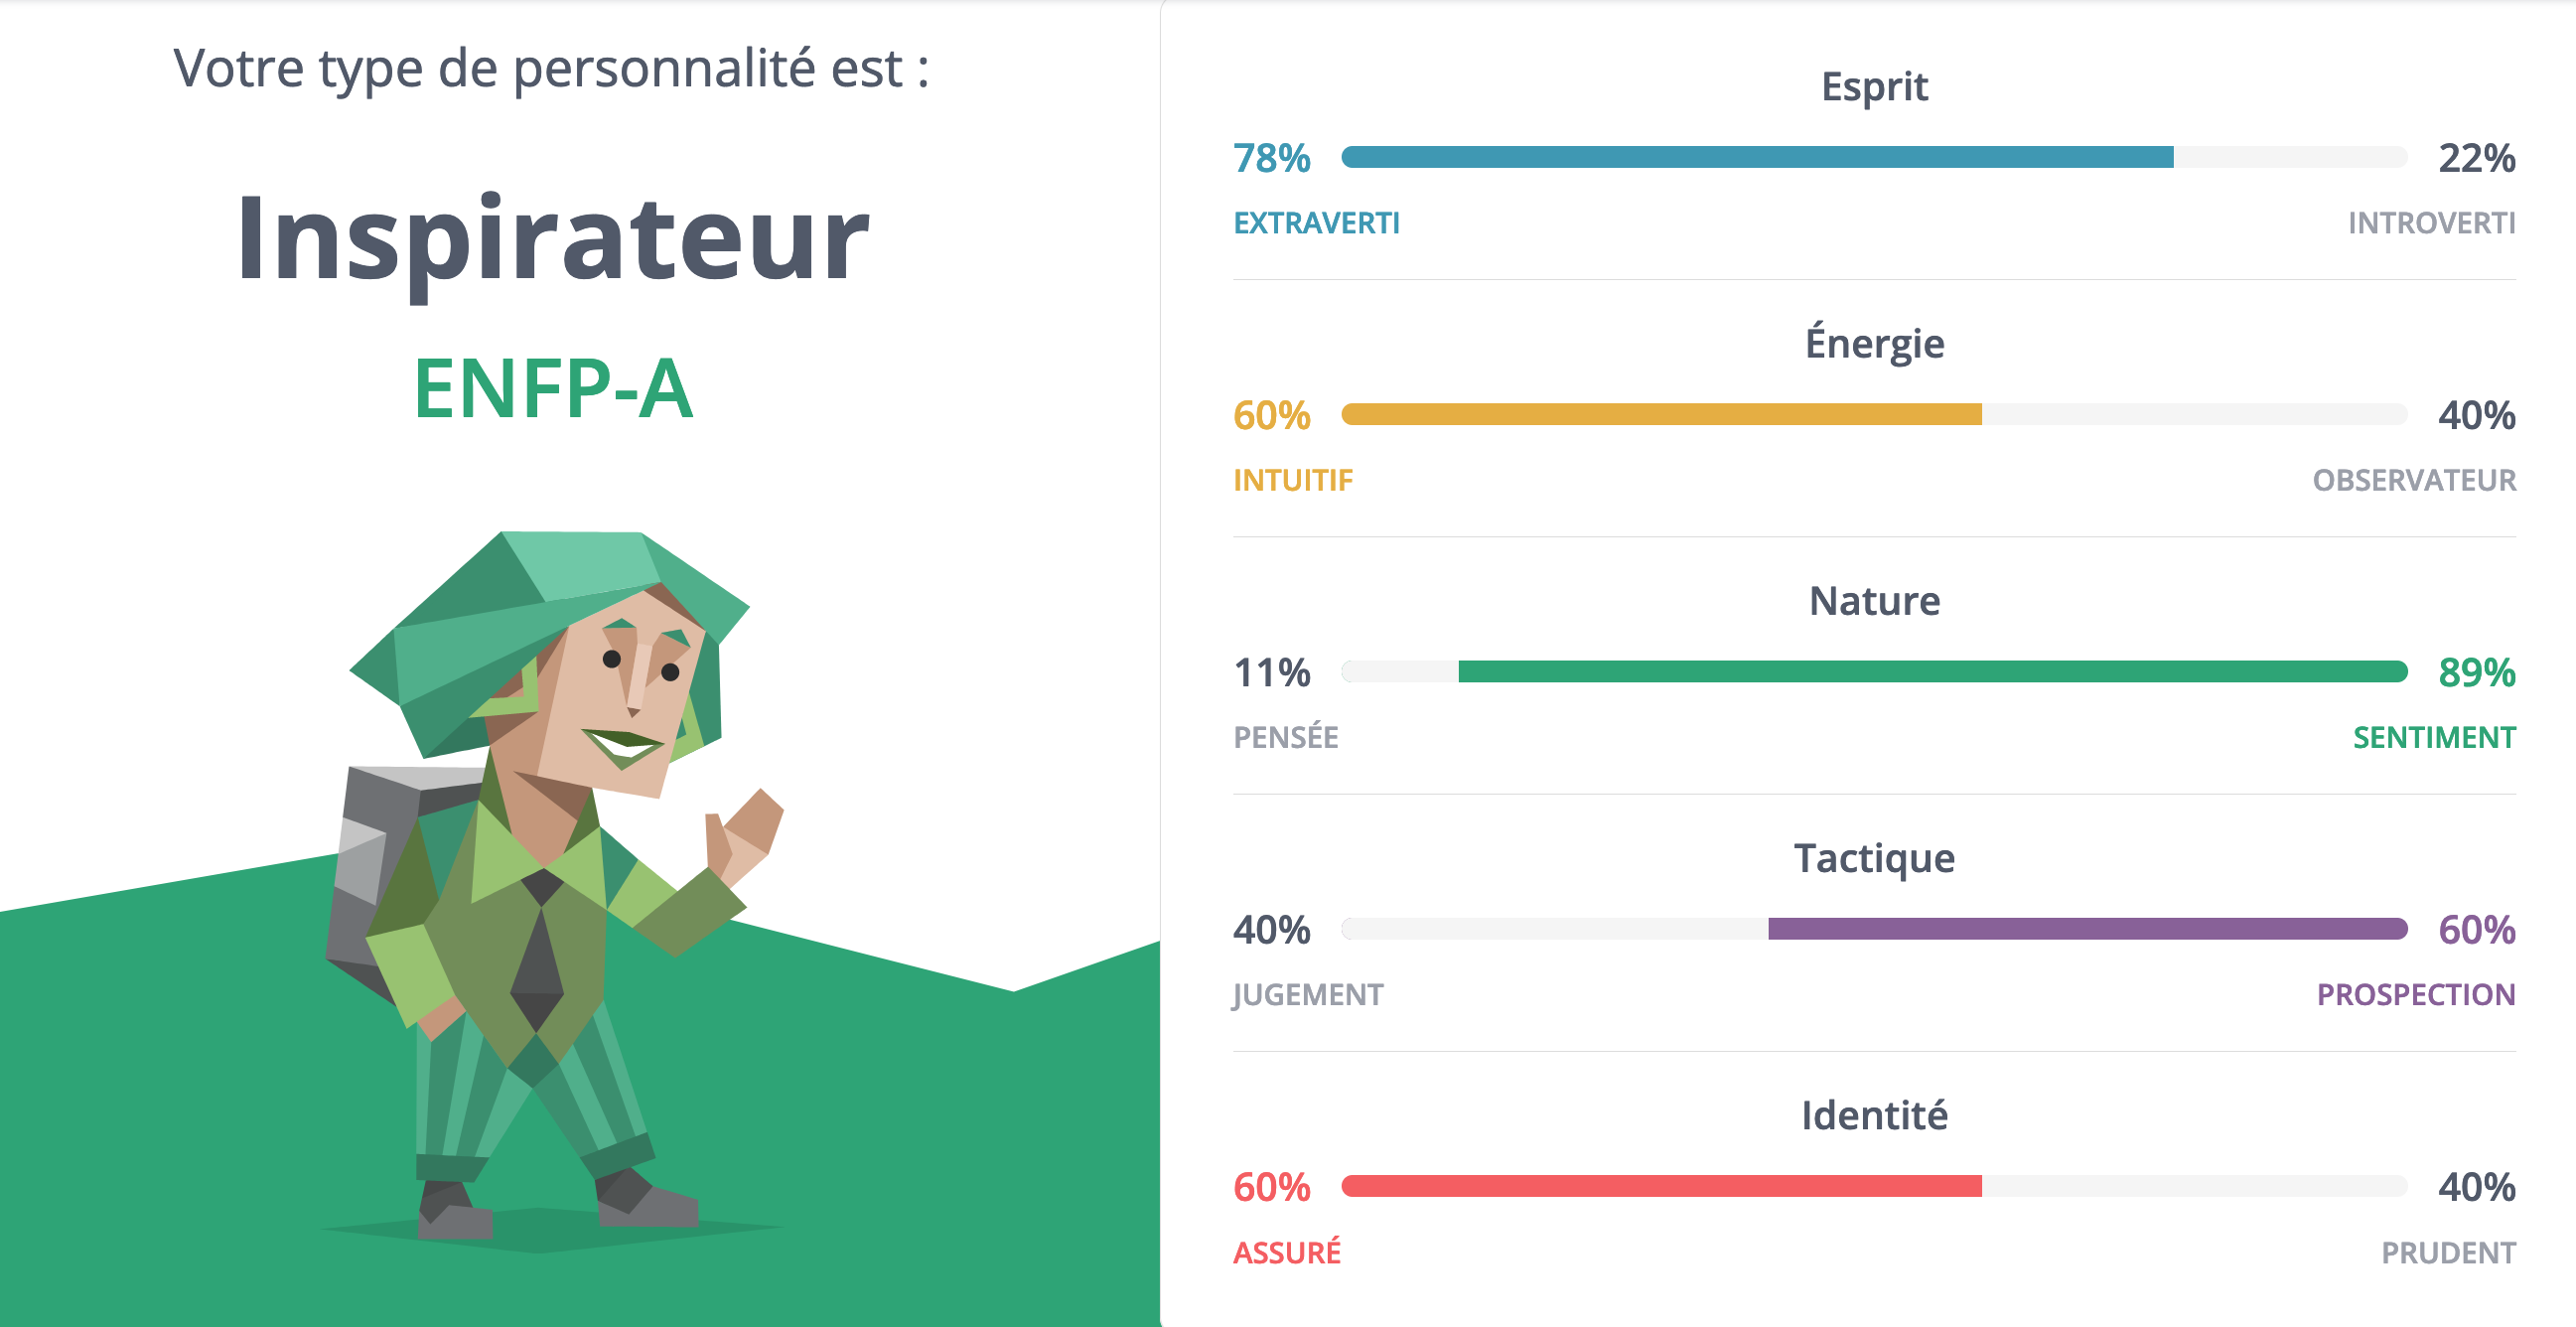 Votre type de personnalité est :
Inspirateur
ENFP-A
Esprit
78% 22%
EXTRAVERTI INTROVERTI
Énergie
60% 40%
INTUITIF OBSERVATEUR
Nature
11% 89%
PENSÉE SENTIMENT
Tactique
40% 60%
JUGEMENT PROSPECTION
Identité
60% 40%
ASSURÉ PRUDENT